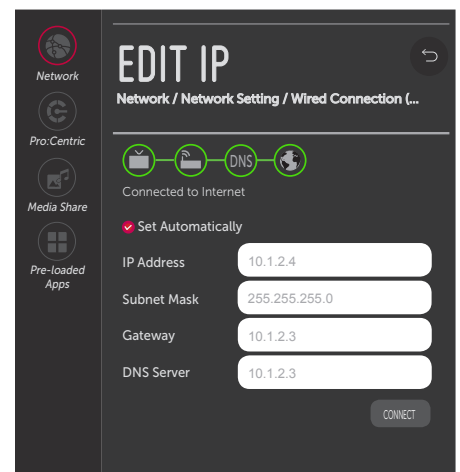 EDIT IP
Network / Network Setting / Wired Connection (...
Network
Pro:Centric
Media Share
Pre-loaded
Apps
DNS
Connected to Internet
Set Automatically
IP Address 10.1.2.4
Subnet Mask 255.255.255.0
Gateway 10.1.2.3
DNS Server 10.1.2.3
CONNECT